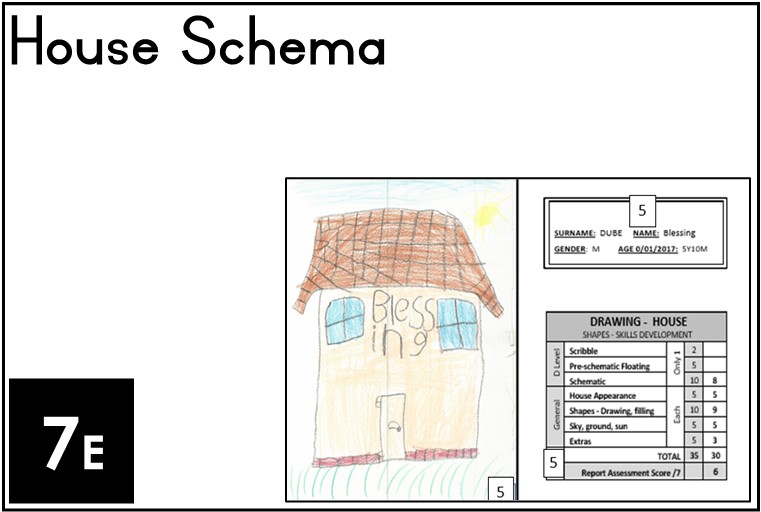 House Schema
Bless
ing
5
5
SURNAME: DUBE NAME: Blessing
GENDER: M AGE 0/01/2017: 5Y10M
DRAWING - HOUSE
SHAPES - SKILLS DEVELOPMENT
D Level
Only 1
Scribble 2
Pre-schematic Floating 5
Schematic 10 8
General
Each
House Appearance 5 5
Shapes - Drawing, filling 10 9
Sky, ground, sun 5 5
Extras 5 3
5
TOTAL 35 30
Report Assessment Score /7 6
7E